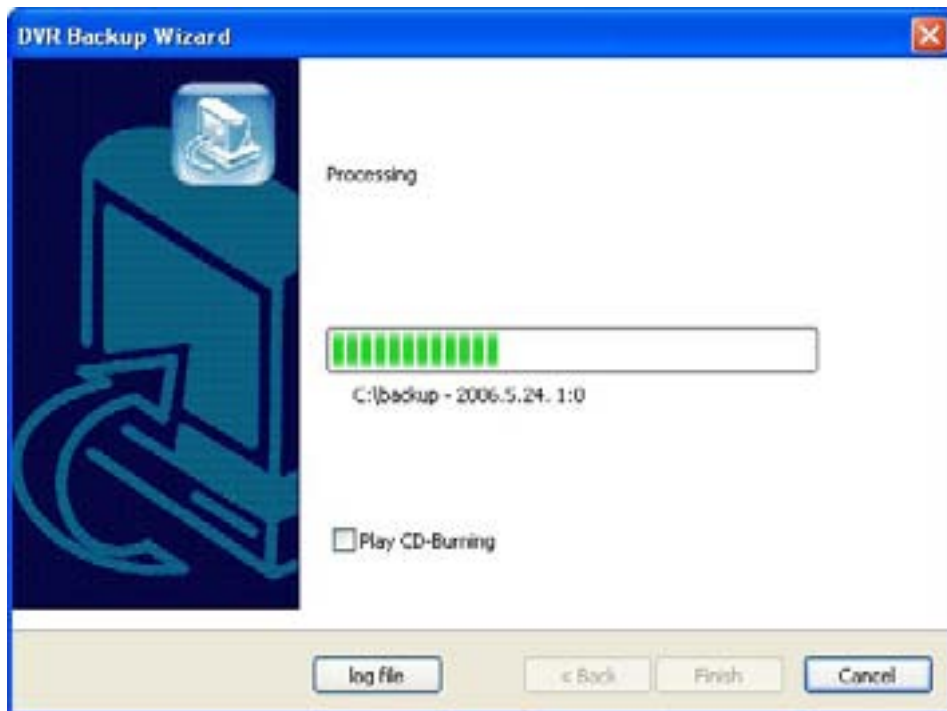 DVR Backup Wizard
Processing
C:\backup - 2006.5.24. 1:0
Play CD-Burning
log file
< Back
Finish
Cancel